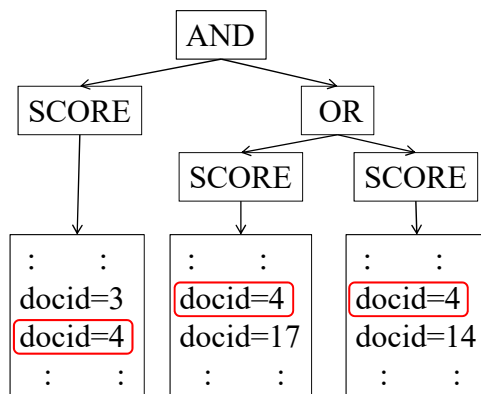 AND
SCORE
OR
SCORE
SCORE
: :
docid=3
docid=4
: :
: :
docid=4
docid=17
: :
: :
docid=4
docid=14
: :